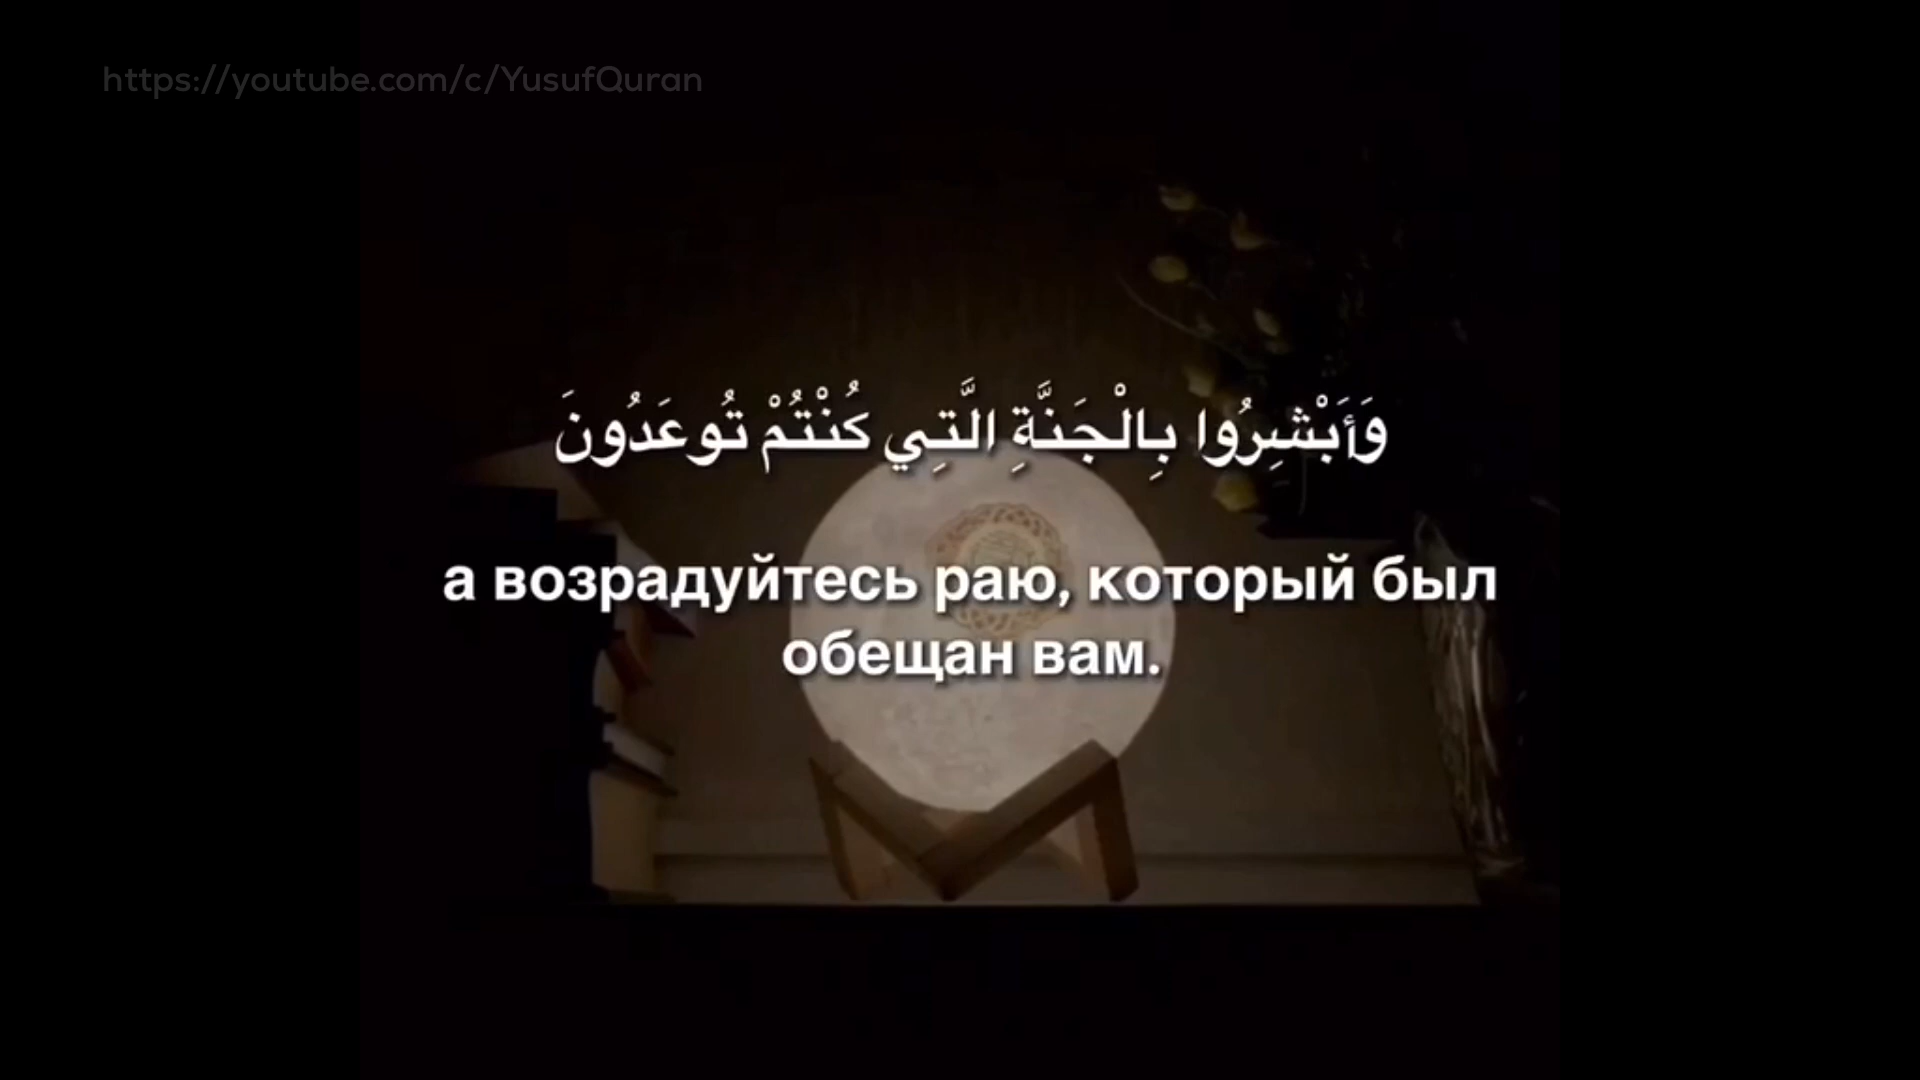 https://youtube.com/c/YusufQuran
وَأَبْشِرُوا بِالْجَنَّةِ الَّتِي كُنْتُمْ تُوعَدُونَ
а возрадуйтесь раю, который был
обещан вам.